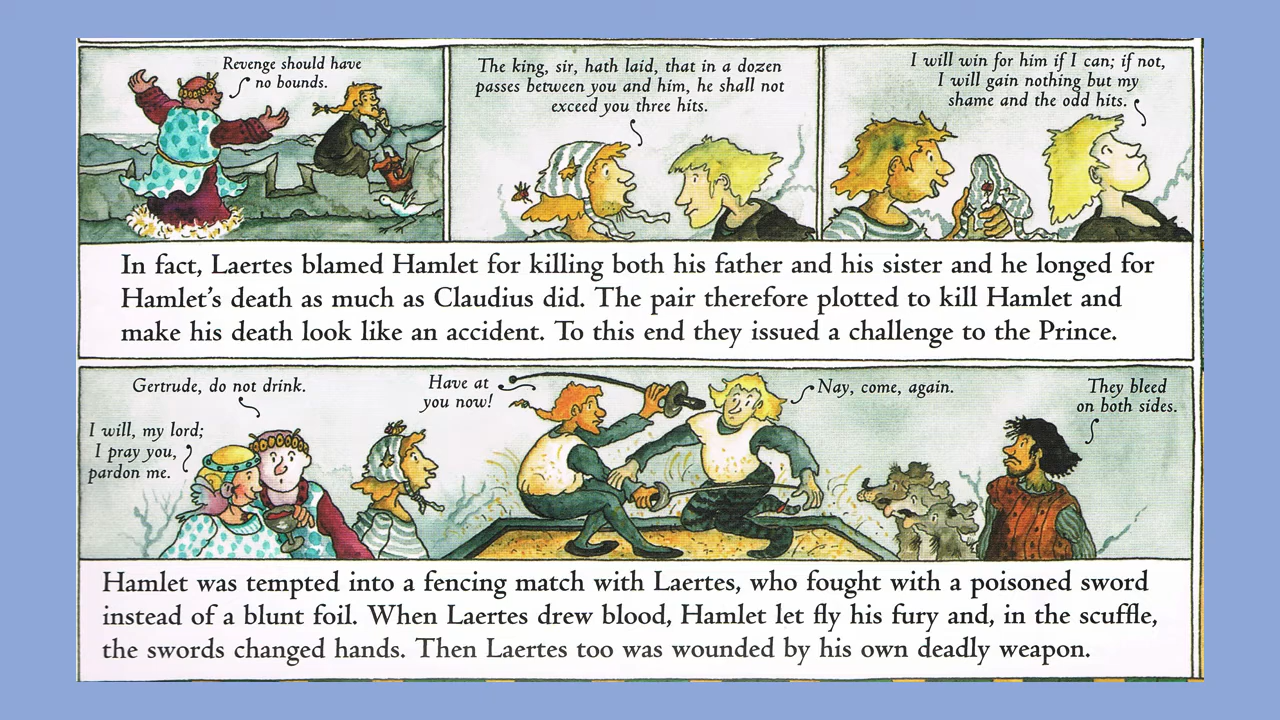 Revenge should have
no bounds.
The king, sir, hath laid, that in a dozen
passes between you and him, he shall not
exceed you three hits.
I will win for him if I can; if not,
I will gain nothing but my
shame and the odd hits.
In fact, Laertes blamed Hamlet for killing both his father and his sister and he longed for
Hamlet's death as much as Claudius did. The pair therefore plotted to kill Hamlet and
make his death look like an accident. To this end they issued a challenge to the Prince.
Gertrude, do not drink.
I will, my lord;
I pray you,
pardon me.
Have at
you now!
Nay, come, again.
They bleed
on both sides.
Hamlet was tempted into a fencing match with Laertes, who fought with a poisoned sword
instead of a blunt foil. When Laertes drew blood, Hamlet let fly his fury and, in the scuffle,
the swords changed hands. Then Laertes too was wounded by his own deadly weapon.